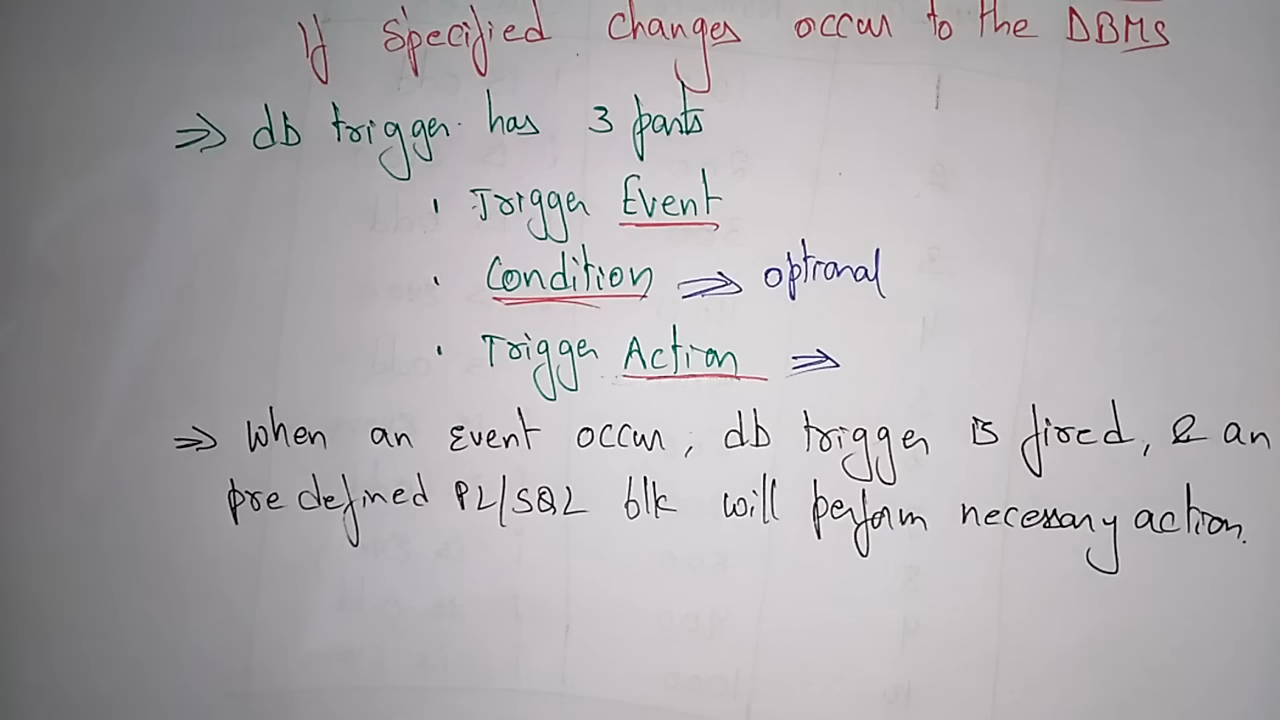 If specified changes occur to the DBMS
⇒ db trigger has 3 parts
· Trigger Event
· Condition ⇒ optional
· Trigger Action ⇒
⇒ When an Event occur, db trigger is fired, & an
predefined PL/SQL blk will perform necessary action.